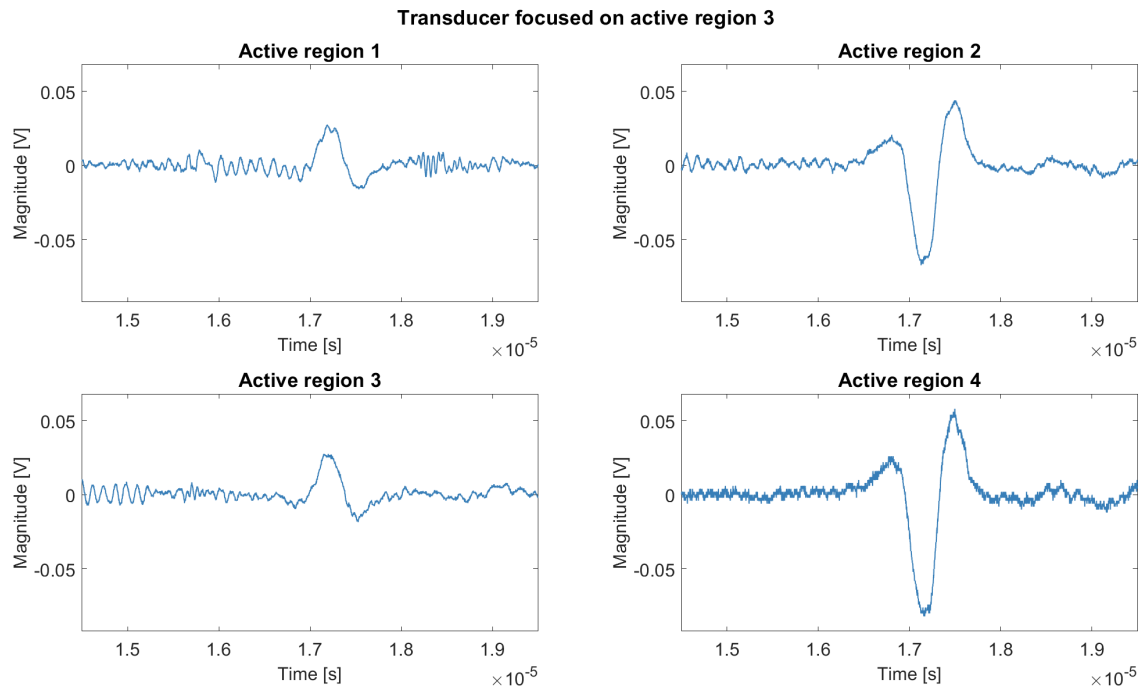 Transducer focused on active region 3
Active region 1
0.05
0
-0.05
Magnitude [V]
1.5 1.6 1.7 1.8 1.9
Time [s]
×10-5
Active region 2
0.05
0
-0.05
Magnitude [V]
1.5 1.6 1.7 1.8 1.9
Time [s]
×10-5
Active region 3
0.05
0
-0.05
Magnitude [V]
1.5 1.6 1.7 1.8 1.9
Time [s]
×10-5
Active region 4
0.05
0
-0.05
Magnitude [V]
1.5 1.6 1.7 1.8 1.9
Time [s]
×10-5